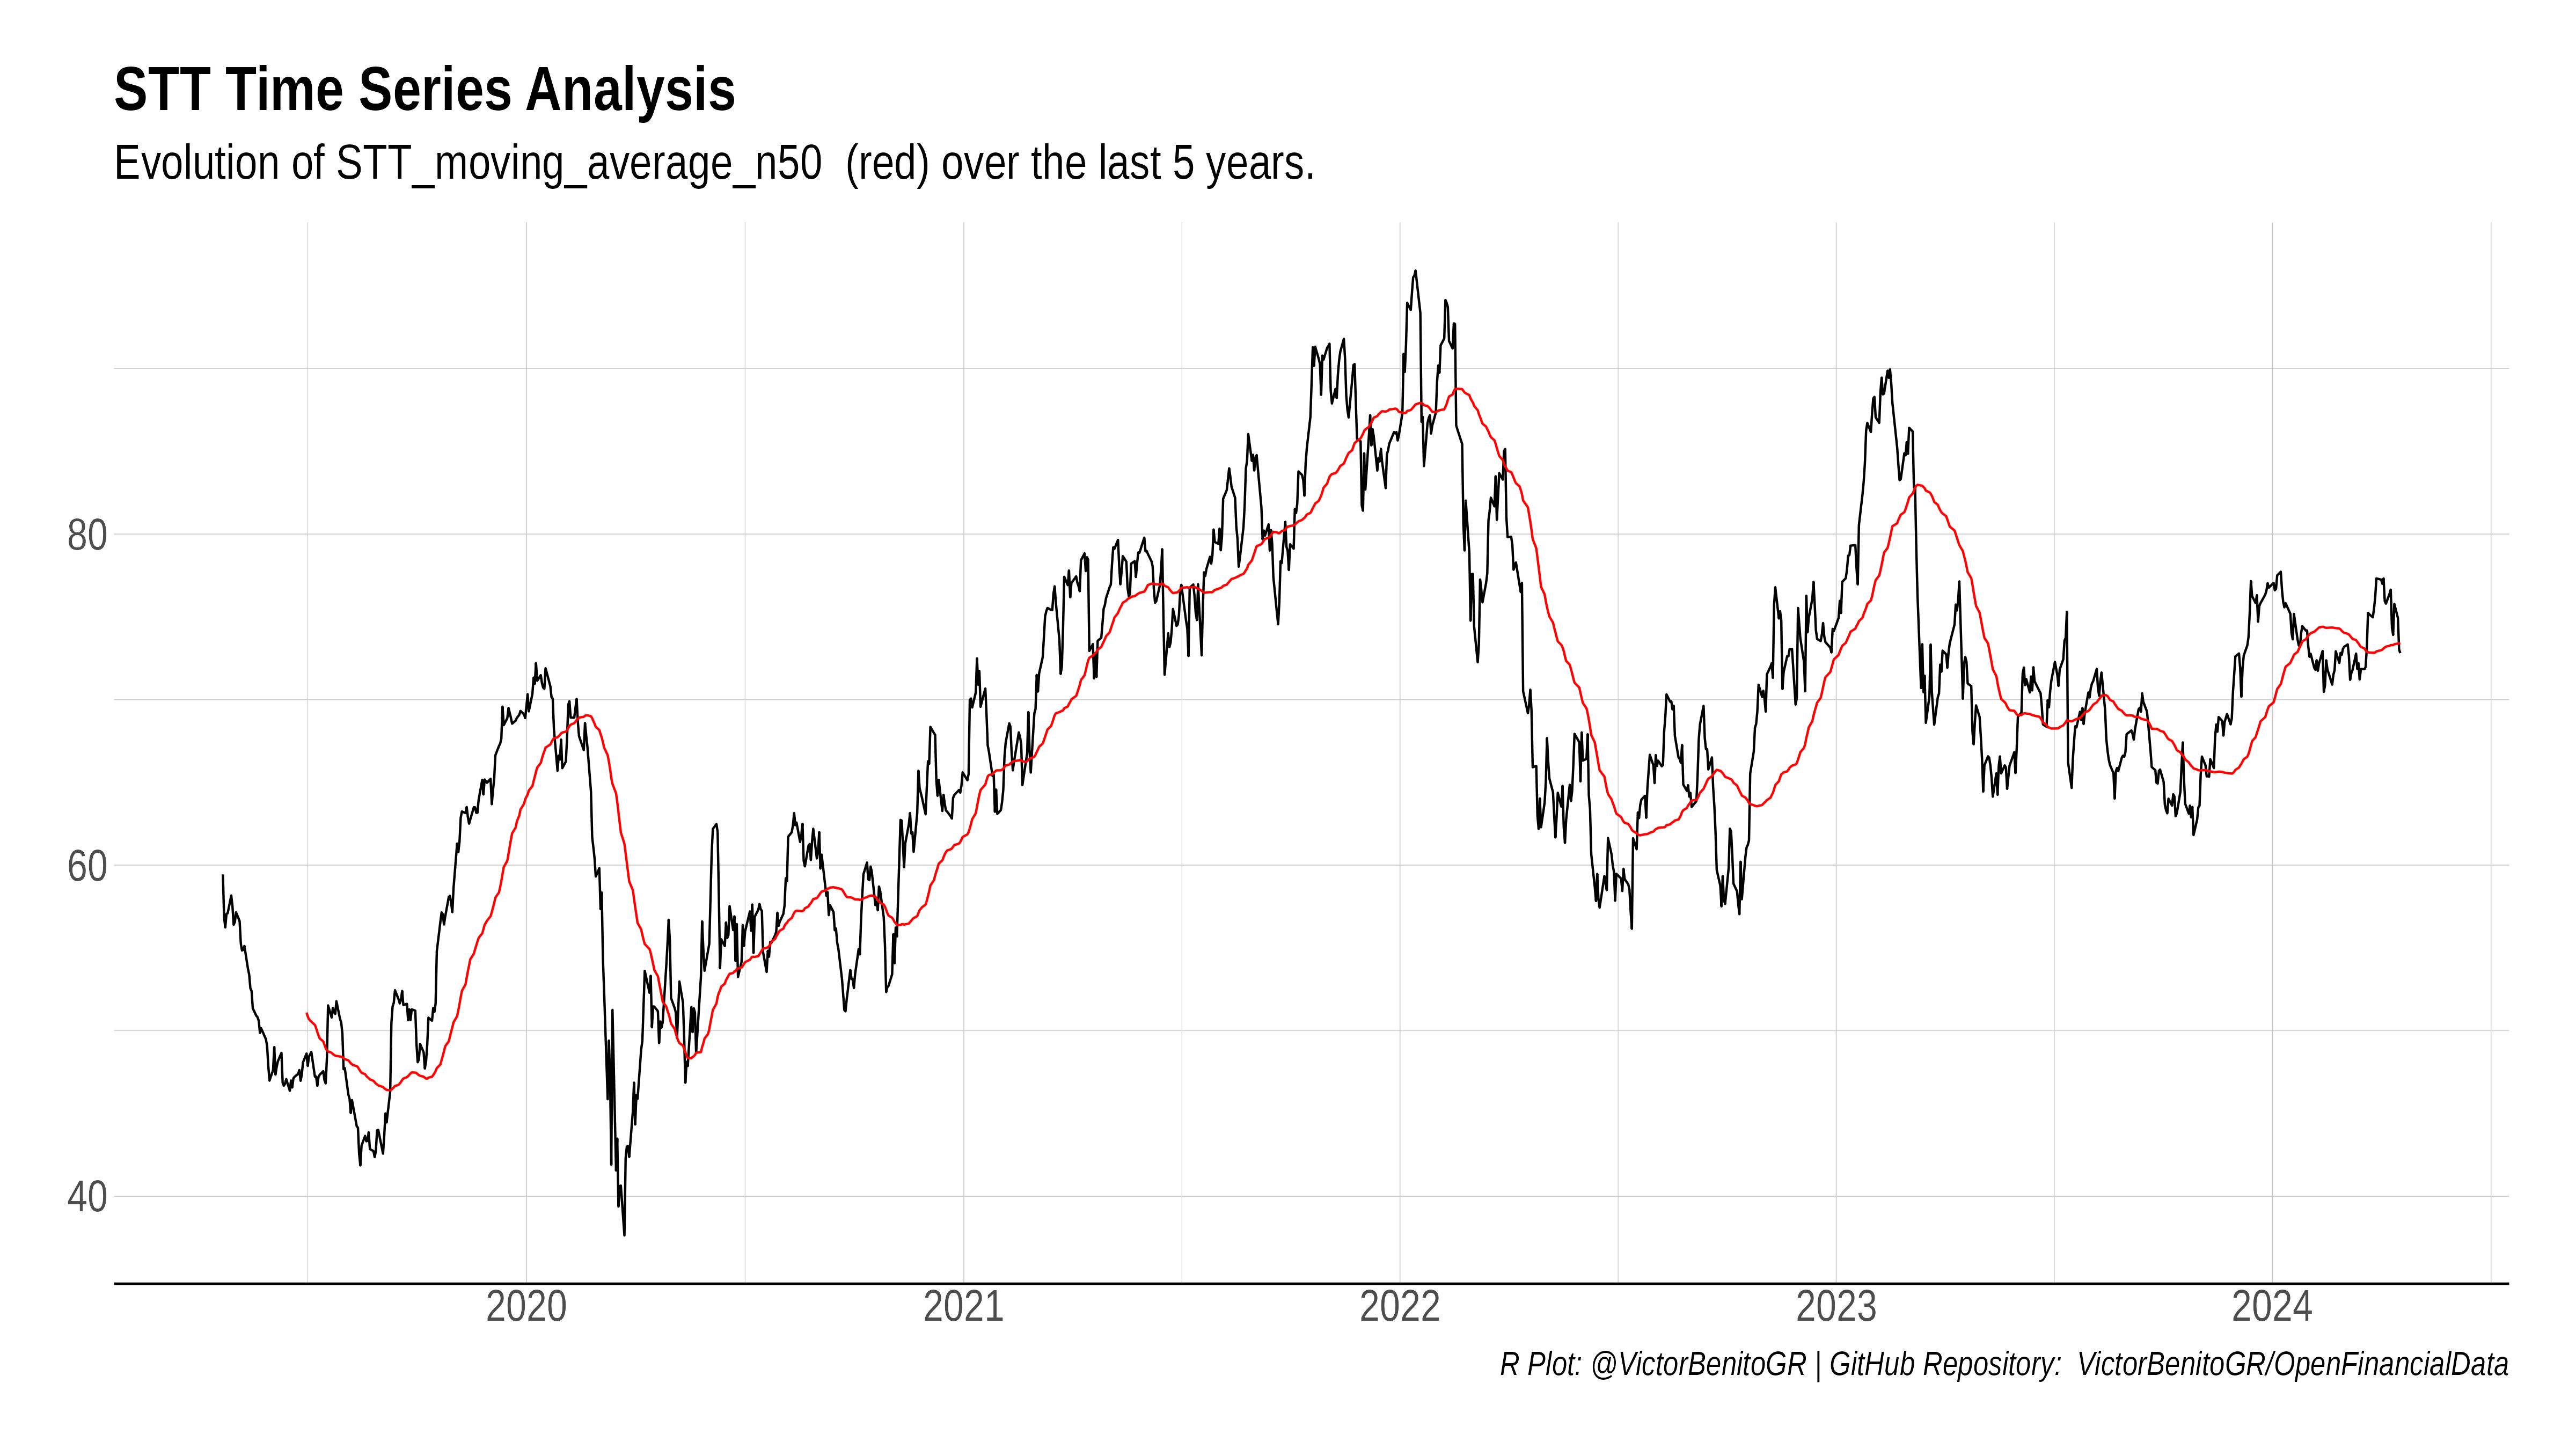 STT Time Series Analysis
Evolution of STT_moving_average_n50  (red) over the last 5 years.
80
60
40
2020 2021 2022 2023 2024
R Plot: @VictorBenitoGR | GitHub Repository:  VictorBenitoGR/OpenFinancialData